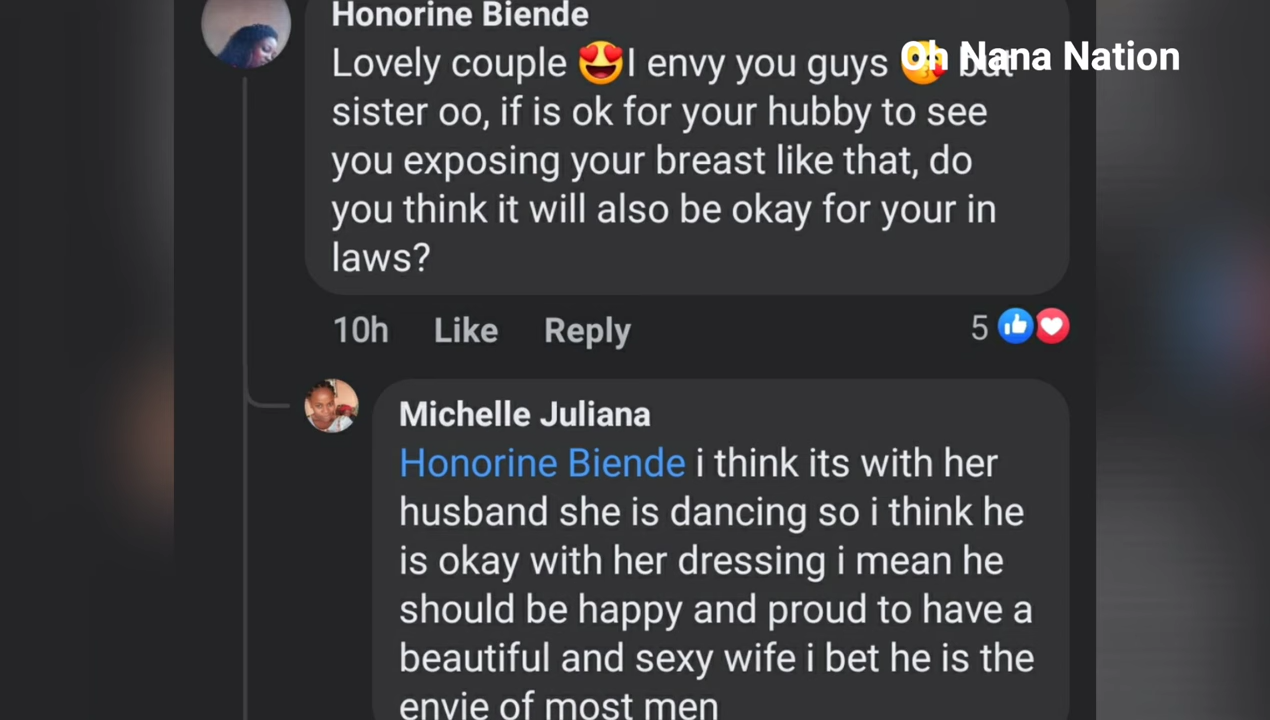 Honorine Biende
Oh Nana Nation
Lovely couple 😍I envy you guys 😘 but
sister oo, if is ok for your hubby to see
you exposing your breast like that, do
you think it will also be okay for your in
laws?
10h Like Reply 5
Michelle Juliana
Honorine Biende i think its with her
husband she is dancing so i think he
is okay with her dressing i mean he
should be happy and proud to have a
beautiful and sexy wife i bet he is the
envie of most men